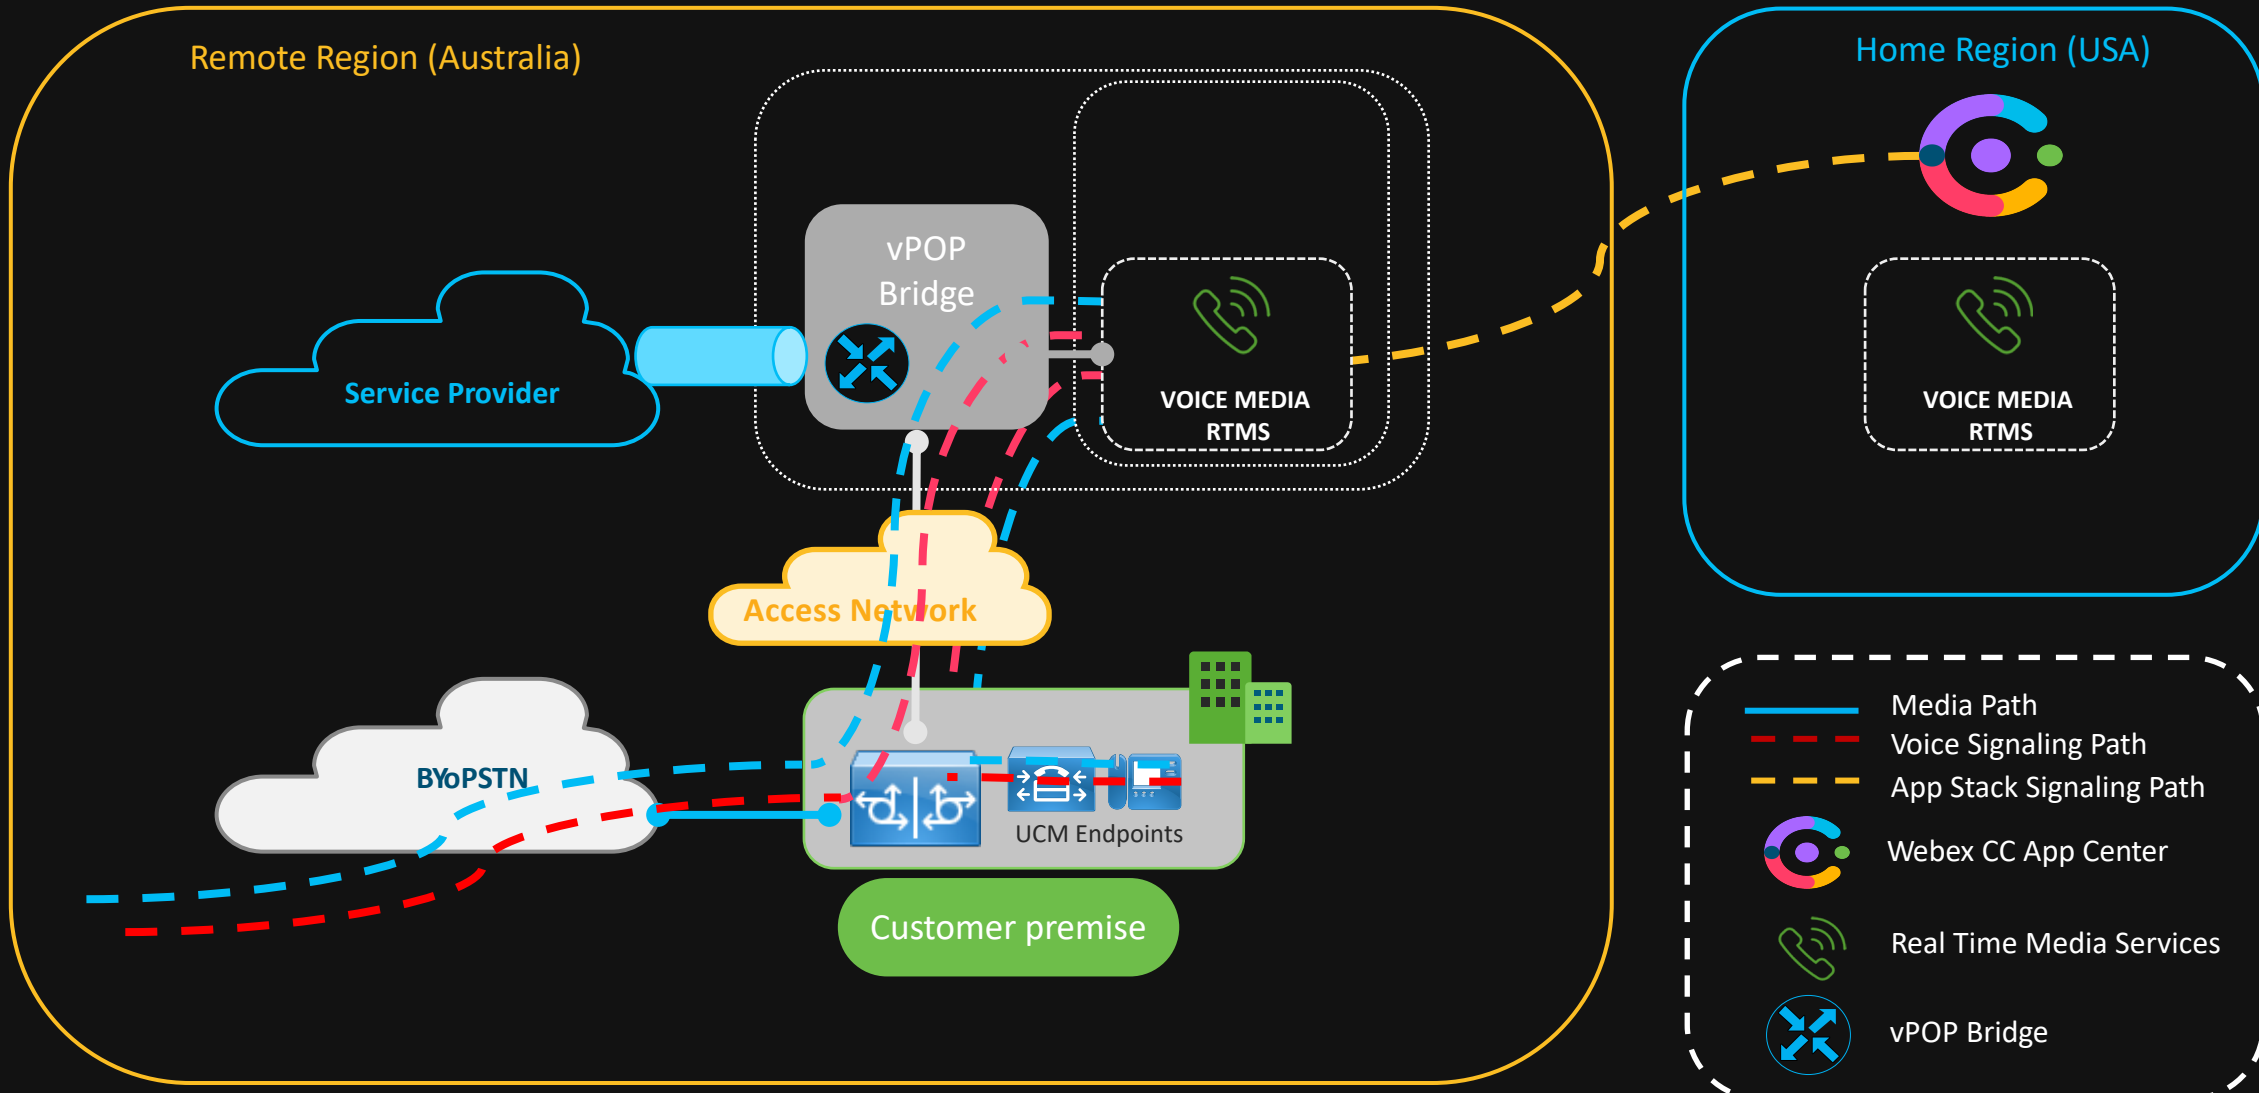 Remote Region (Australia)
Home Region (USA)
vPOP
Bridge
Service Provider
VOICE MEDIA
RTMS
VOICE MEDIA
RTMS
Access Network
BYoPSTN
UCM Endpoints
Customer premise
Media Path
Voice Signaling Path
App Stack Signaling Path
Webex CC App Center
Real Time Media Services
vPOP Bridge